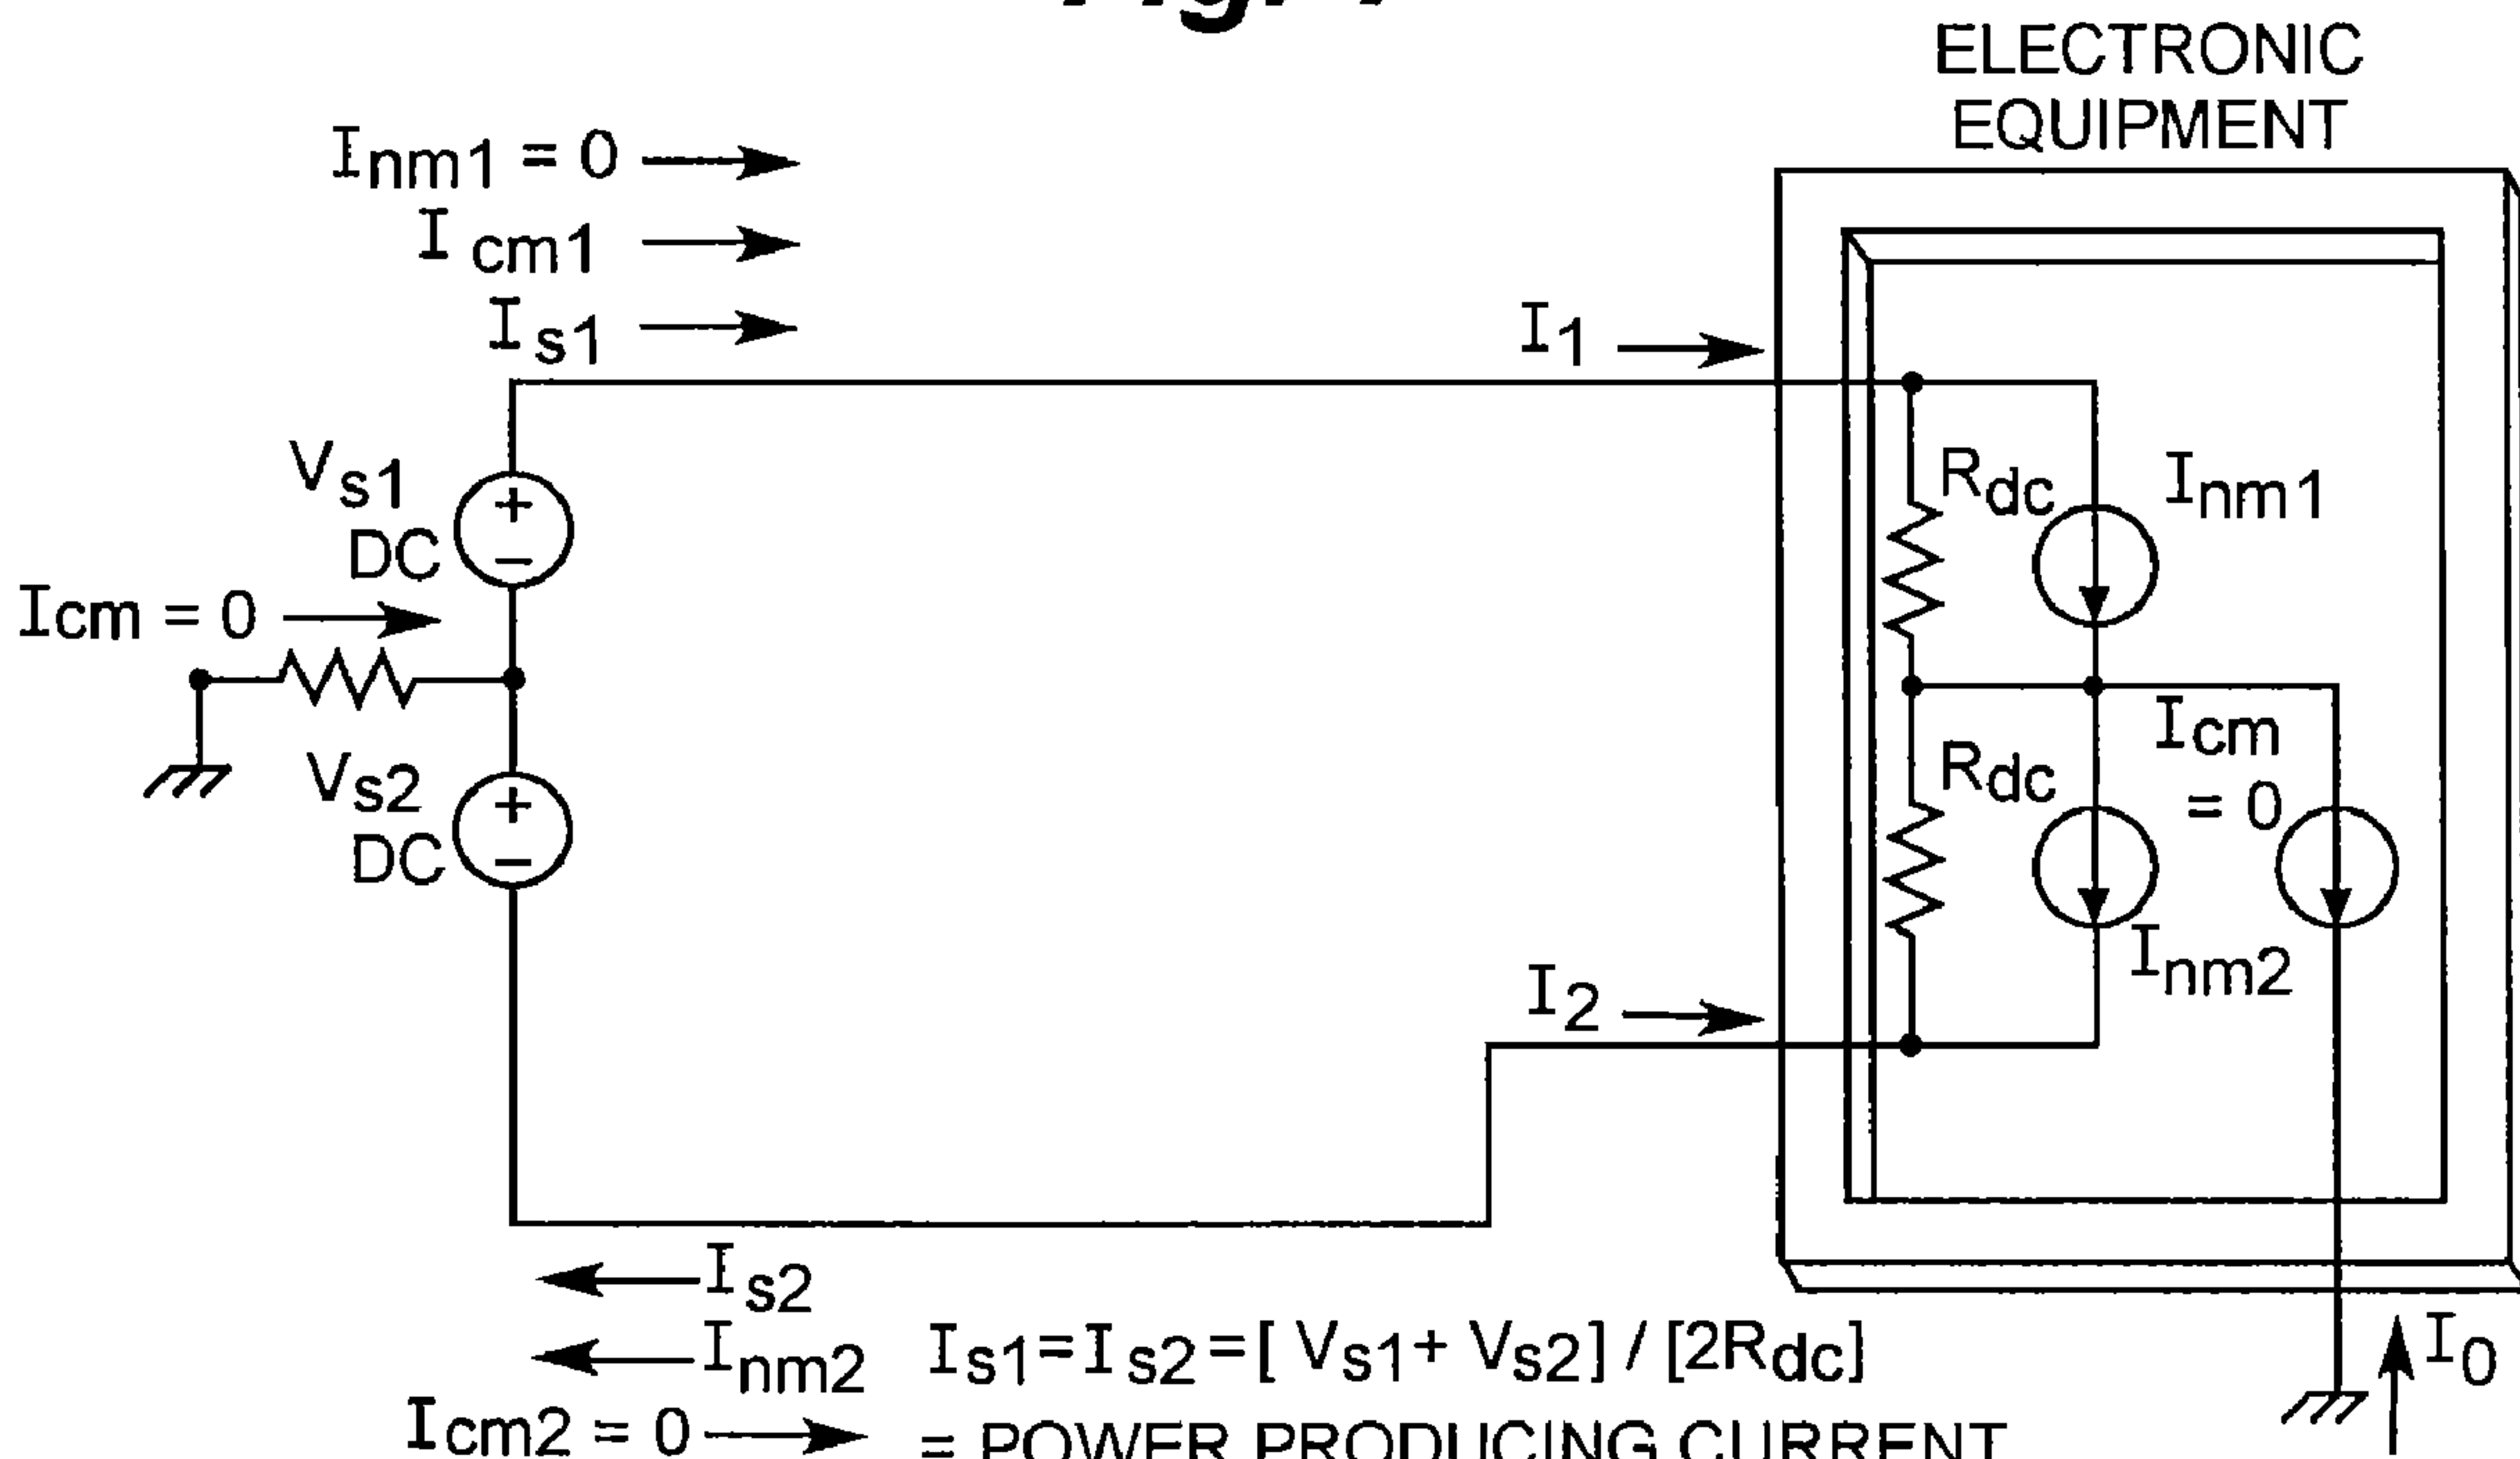 ELECTRONIC
EQUIPMENT
Inm1 = 0
Icm1
Is1
I1
Vs1
DC
Rdc
Inm1
Icm = 0
Vs2
DC
Rdc
Icm
= 0
Inm2
I2
Is2
Inm2
Icm2 = 0
Is1=Is2=[ Vs1+ Vs2] / [2Rdc]
= POWER PRODUCING CURRENT
I0